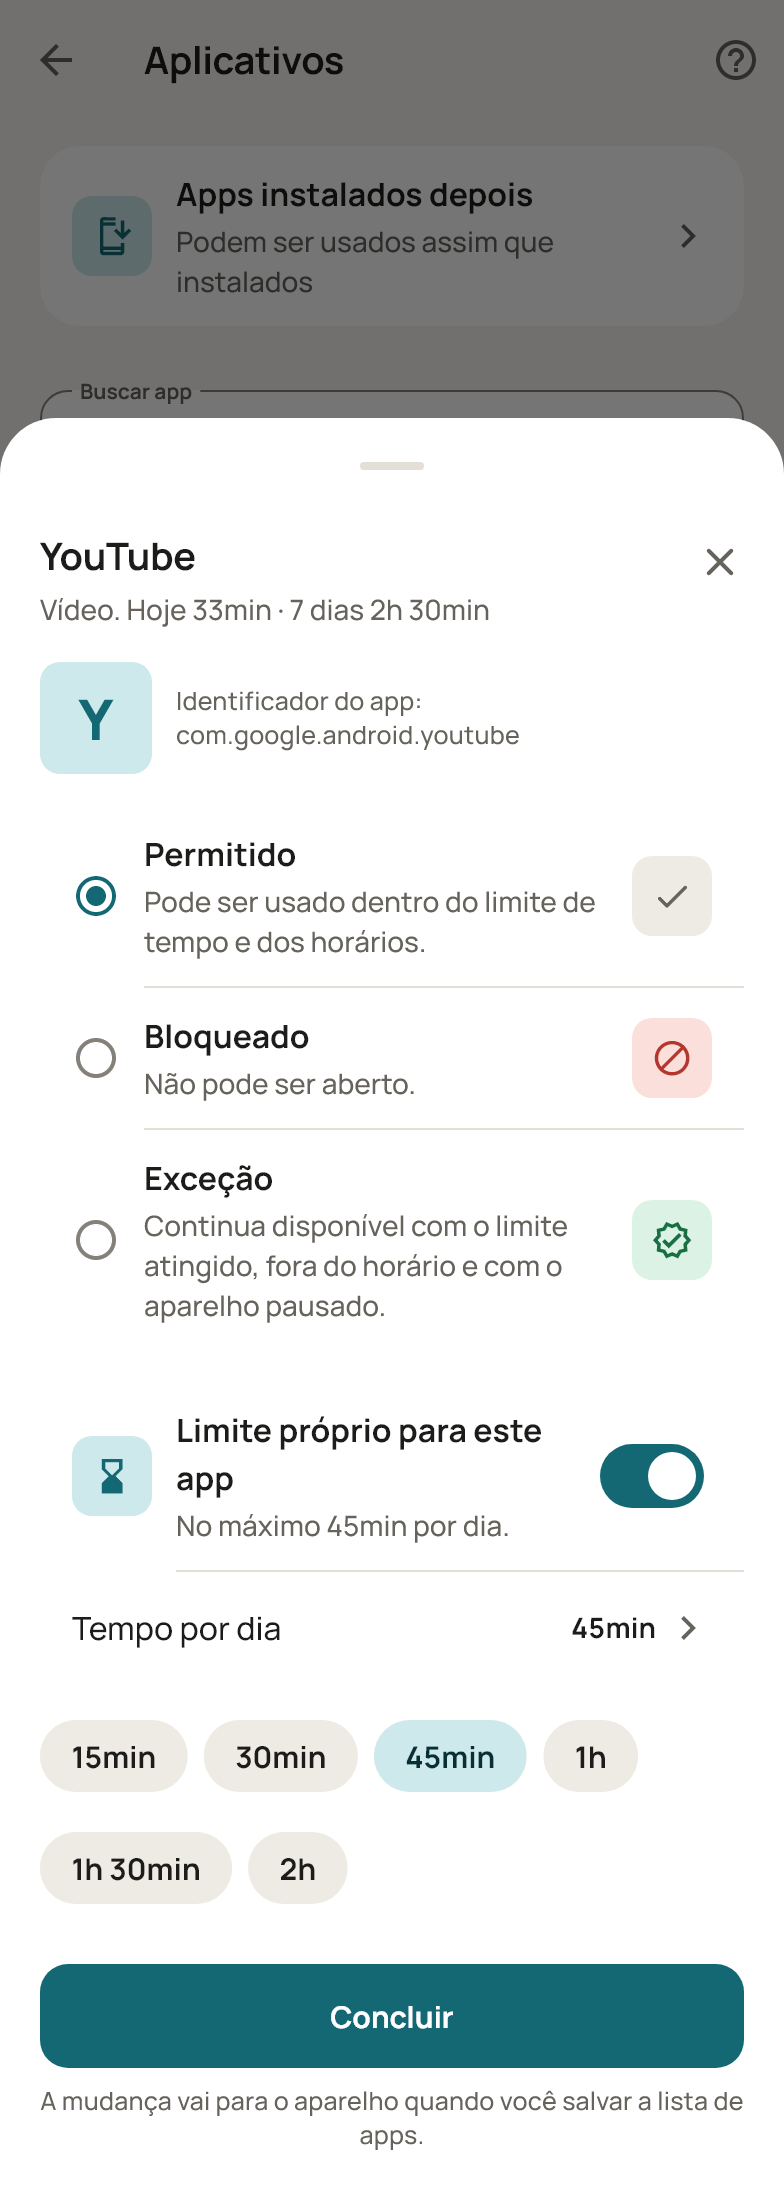 Aplicativos
Apps instalados depois
Podem ser usados assim que
instalados
Buscar app
YouTube
Vídeo. Hoje 33min · 7 dias 2h 30min
Y
Identificador do app:
com.google.android.youtube
Permitido
Pode ser usado dentro do limite de
tempo e dos horários.
Bloqueado
Não pode ser aberto.
Exceção
Continua disponível com o limite
atingido, fora do horário e com o
aparelho pausado.
Limite próprio para este
app
No máximo 45min por dia.
Tempo por dia 45min
15min 30min 45min 1h
1h 30min 2h
Concluir
A mudança vai para o aparelho quando você salvar a lista de
apps.